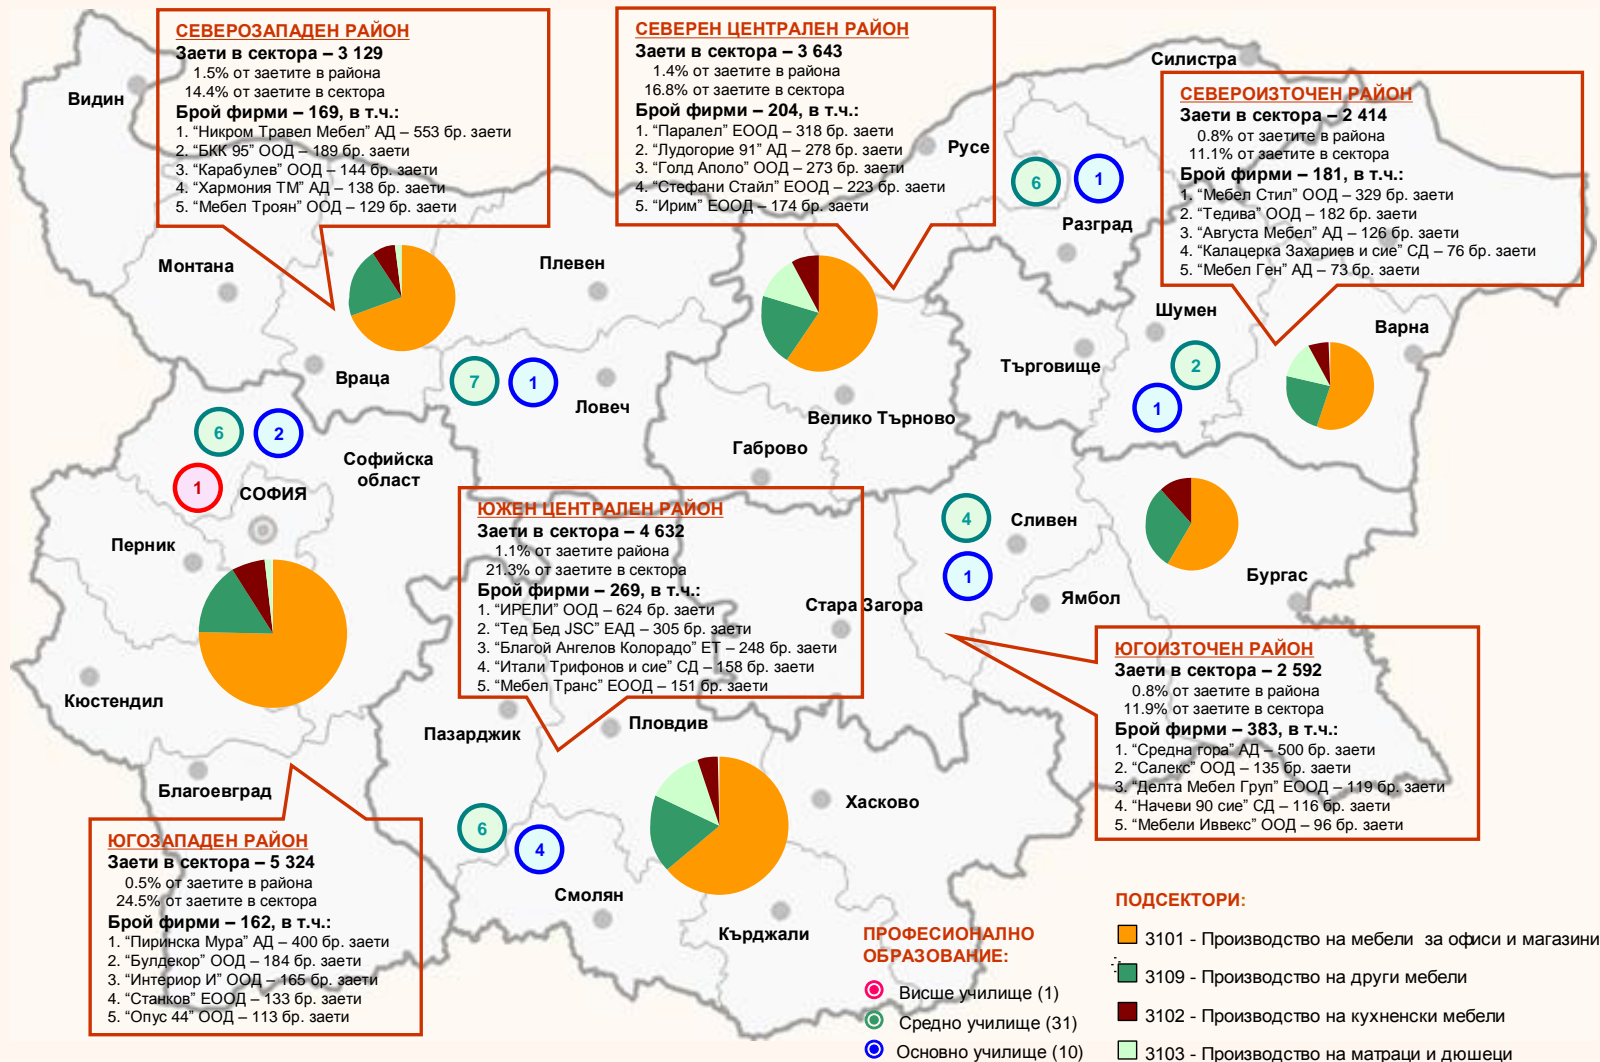 СЕВЕРОЗАПАДЕН РАЙОН
Заети в сектора – 3 129
1.5% от заетите в района
14.4% от заетите в сектора
Брой фирми – 169, в т.ч.:
1. “Никром Травел Мебел” АД – 553 бр. заети
2. “БКК 95” ООД – 189 бр. заети
3. “Карабулев” ООД – 144 бр. заети
4. “Хармония ТМ” АД – 138 бр. заети
5. “Мебел Троян” ООД – 129 бр. заети
СЕВЕРЕН ЦЕНТРАЛЕН РАЙОН
Заети в сектора – 3 643
1.4% от заетите в района
16.8% от заетите в сектора
Брой фирми – 204, в т.ч.:
1. “Паралел” ЕООД – 318 бр. заети
2. “Лудогорие 91” АД – 278 бр. заети
3. “Голд Аполо” ООД – 273 бр. заети
4. “Стефани Стайл” ЕООД – 223 бр. заети
5. “Ирим” ЕООД – 174 бр. заети
СЕВЕРОИЗТОЧЕН РАЙОН
Заети в сектора – 2 414
0.8% от заетите в района
11.1% от заетите в сектора
Брой фирми – 181, в т.ч.:
1. “Мебел Стил” ООД – 329 бр. заети
2. “Тедива” ООД – 182 бр. заети
3. “Августа Мебел” АД – 126 бр. заети
4. “Калацерка Захариев и сие” СД – 76 бр. заети
5. “Мебел Ген” АД – 73 бр. заети
Видин
Силистра
Русе
6
1
Разград
Монтана
Плевен
Шумен
Варна
Враца
7
1
Ловеч
Търговище
2
1
Велико Търново
Габрово
6
2
1
Софийска
област
СОФИЯ
Перник
ЮЖЕН ЦЕНТРАЛЕН РАЙОН
Заети в сектора – 4 632
1.1% от заетите района
21.3% от заетите в сектора
Брой фирми – 269, в т.ч.:
1. “ИРЕЛИ” ООД – 624 бр. заети
2. “Тед Бед JSC” ЕАД – 305 бр. заети
3. “Благой Ангелов Колорадо” ЕТ – 248 бр. заети
4. “Итали Трифонов и сие” СД – 158 бр. заети
5. “Мебел Транс” ЕООД – 151 бр. заети
4
Сливен
1
Бургас
Ямбол
Стара Загора
ЮГОИЗТОЧЕН РАЙОН
Заети в сектора – 2 592
0.8% от заетите в района
11.9% от заетите в сектора
Брой фирми – 383, в т.ч.:
1. “Средна гора” АД – 500 бр. заети
2. “Салекс” ООД – 135 бр. заети
3. “Делта Мебел Груп” ЕООД – 119 бр. заети
4. “Начеви 90 сие” СД – 116 бр. заети
5. “Мебели Иввекс” ООД – 96 бр. заети
Кюстендил
Пазарджик
Пловдив
Благоевград
Хасково
6
4
Смолян
Кърджали
ЮГОЗАПАДЕН РАЙОН
Заети в сектора – 5 324
0.5% от заетите в района
24.5% от заетите в сектора
Брой фирми – 162, в т.ч.:
1. “Пиринска Мура” АД – 400 бр. заети
2. “Булдекор” ООД – 184 бр. заети
3. “Интериор И” ООД – 165 бр. заети
4. “Станков” ЕООД – 133 бр. заети
5. “Опус 44” ООД – 113 бр. заети
ПРОФЕСИОНАЛНО
ОБРАЗОВАНИЕ:
Висше училище (1)
Средно училище (31)
Основно училище (10)
ПОДСЕКТОРИ:
3101 - Производство на мебели за офиси и магазини
3109 - Производство на други мебели
3102 - Производство на кухненски мебели
3103 - Производство на матраци и дюшеци